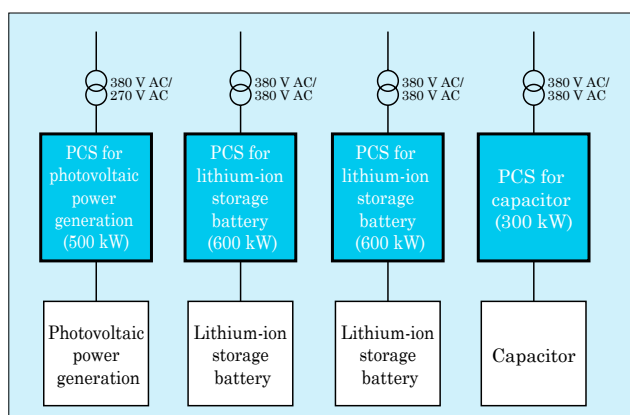 380 V AC/
270 V AC
380 V AC/
380 V AC
380 V AC/
380 V AC
380 V AC/
380 V AC
PCS for
photovoltaic
power
generation
(500 kW)
PCS for
lithium-ion
storage
battery
(600 kW)
PCS for
lithium-ion
storage
battery
(600 kW)
PCS for
capacitor
(300 kW)
Photovoltaic
power
generation
Lithium-ion
storage
battery
Lithium-ion
storage
battery
Capacitor